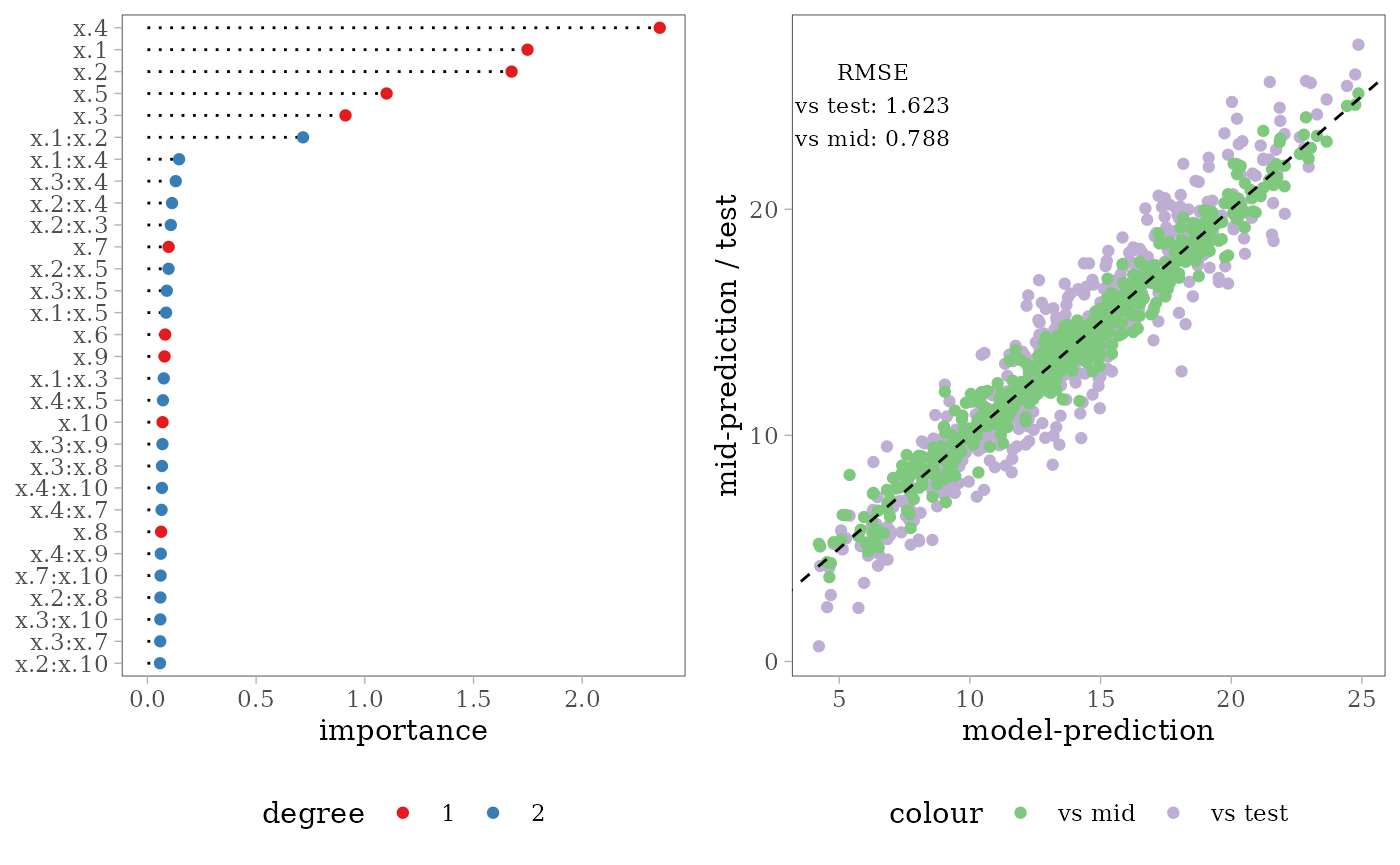 x.4
x.1
x.2
x.5
x.3
x.1:x.2
x.1:x.4
x.3:x.4
x.2:x.4
x.2:x.3
x.7
x.2:x.5
x.3:x.5
x.1:x.5
x.6
x.9
x.1:x.3
x.4:x.5
x.10
x.3:x.9
x.3:x.8
x.4:x.10
x.4:x.7
x.8
x.4:x.9
x.7:x.10
x.2:x.8
x.3:x.10
x.3:x.7
x.2:x.10
0.0 0.5 1.0 1.5 2.0
importance
degree 1 2
mid-prediction / test
20
10
0
RMSE
vs test: 1.623
vs mid: 0.788
5 10 15 20 25
model-prediction
colour vs mid vs test